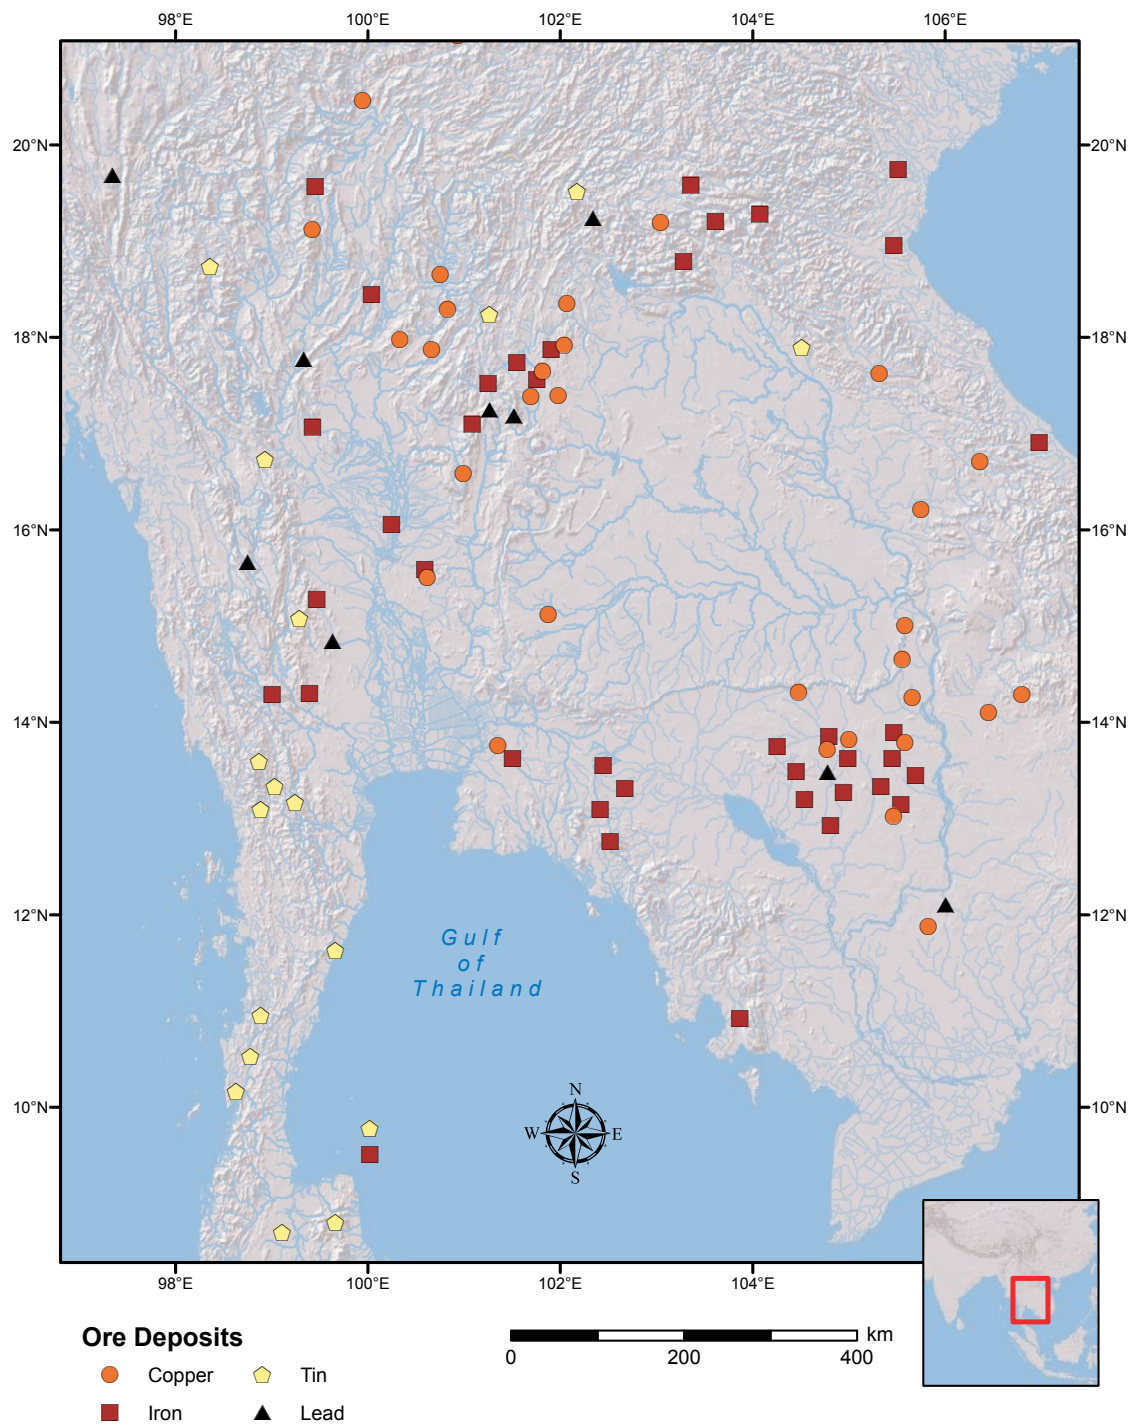 98°E 100°E 102°E 104°E 106°E
20°N 20°N
18°N 18°N
16°N 16°N
14°N 14°N
12°N 12°N
Gulf
of
Thailand
N
W E
S
10°N 10°N
98°E 100°E 102°E 104°E
Ore Deposits
Copper Tin
Iron Lead
km
0 200 400